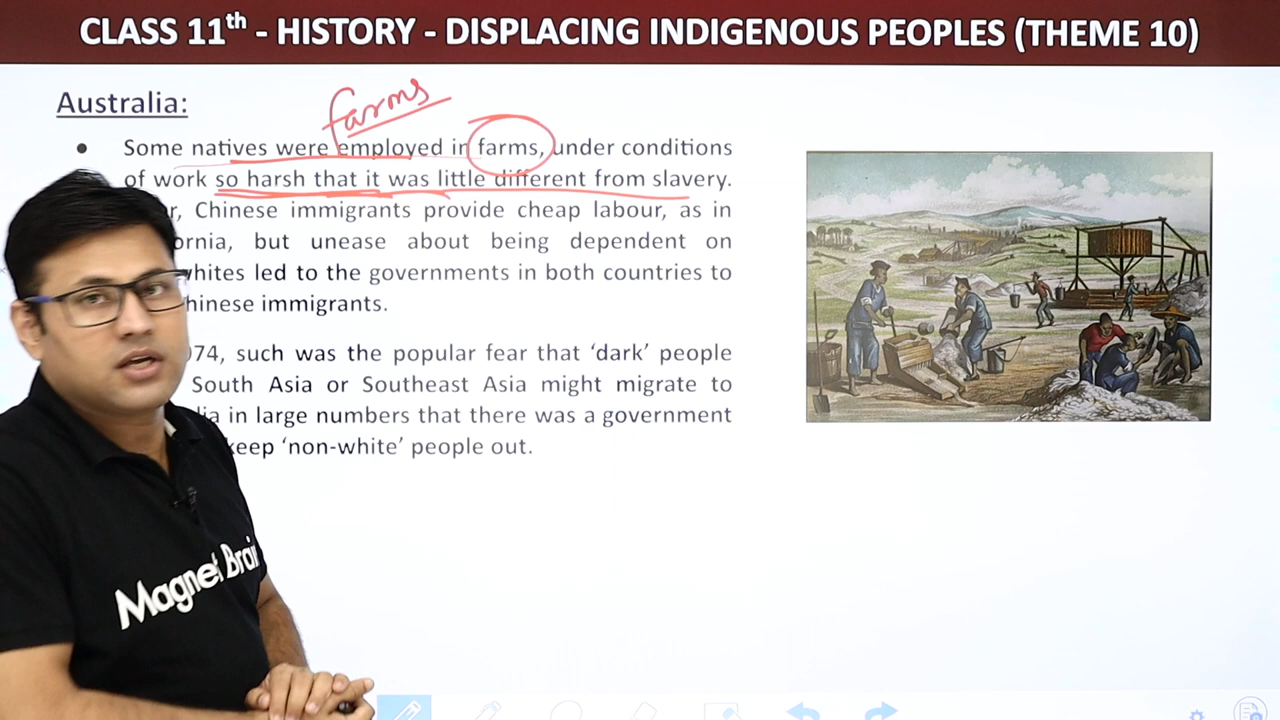 CLASS 11th - HISTORY - DISPLACING INDIGENOUS PEOPLES (THEME 10)
Australia:
farms
• Some natives were employed in farms, under conditions
of work so harsh that it was little different from slavery.
Chinese immigrants provide cheap labour, as in
but unease about being dependent on
whites led to the governments in both countries to
immigrants.
74, such was the popular fear that ‘dark’ people
South Asia or Southeast Asia might migrate to
in large numbers that there was a government
keep ‘non-white’ people out.
Magnet Brain